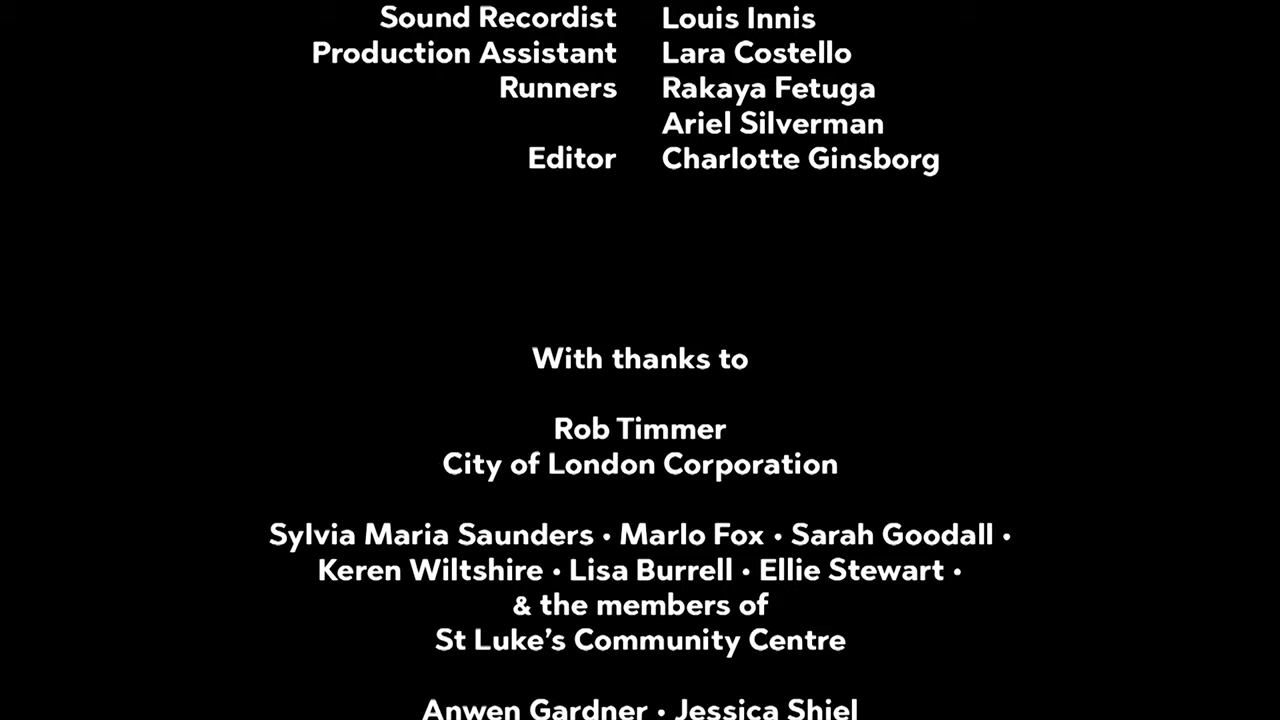 Sound Recordist Louis Innis
Production Assistant Lara Costello
Runners Rakaya Fetuga
Ariel Silverman
Editor Charlotte Ginsborg
With thanks to
Rob Timmer
City of London Corporation
Sylvia Maria Saunders • Marlo Fox • Sarah Goodall •
Keren Wiltshire • Lisa Burrell • Ellie Stewart •
& the members of
St Luke’s Community Centre
Anwen Gardner • Jessica Shiel